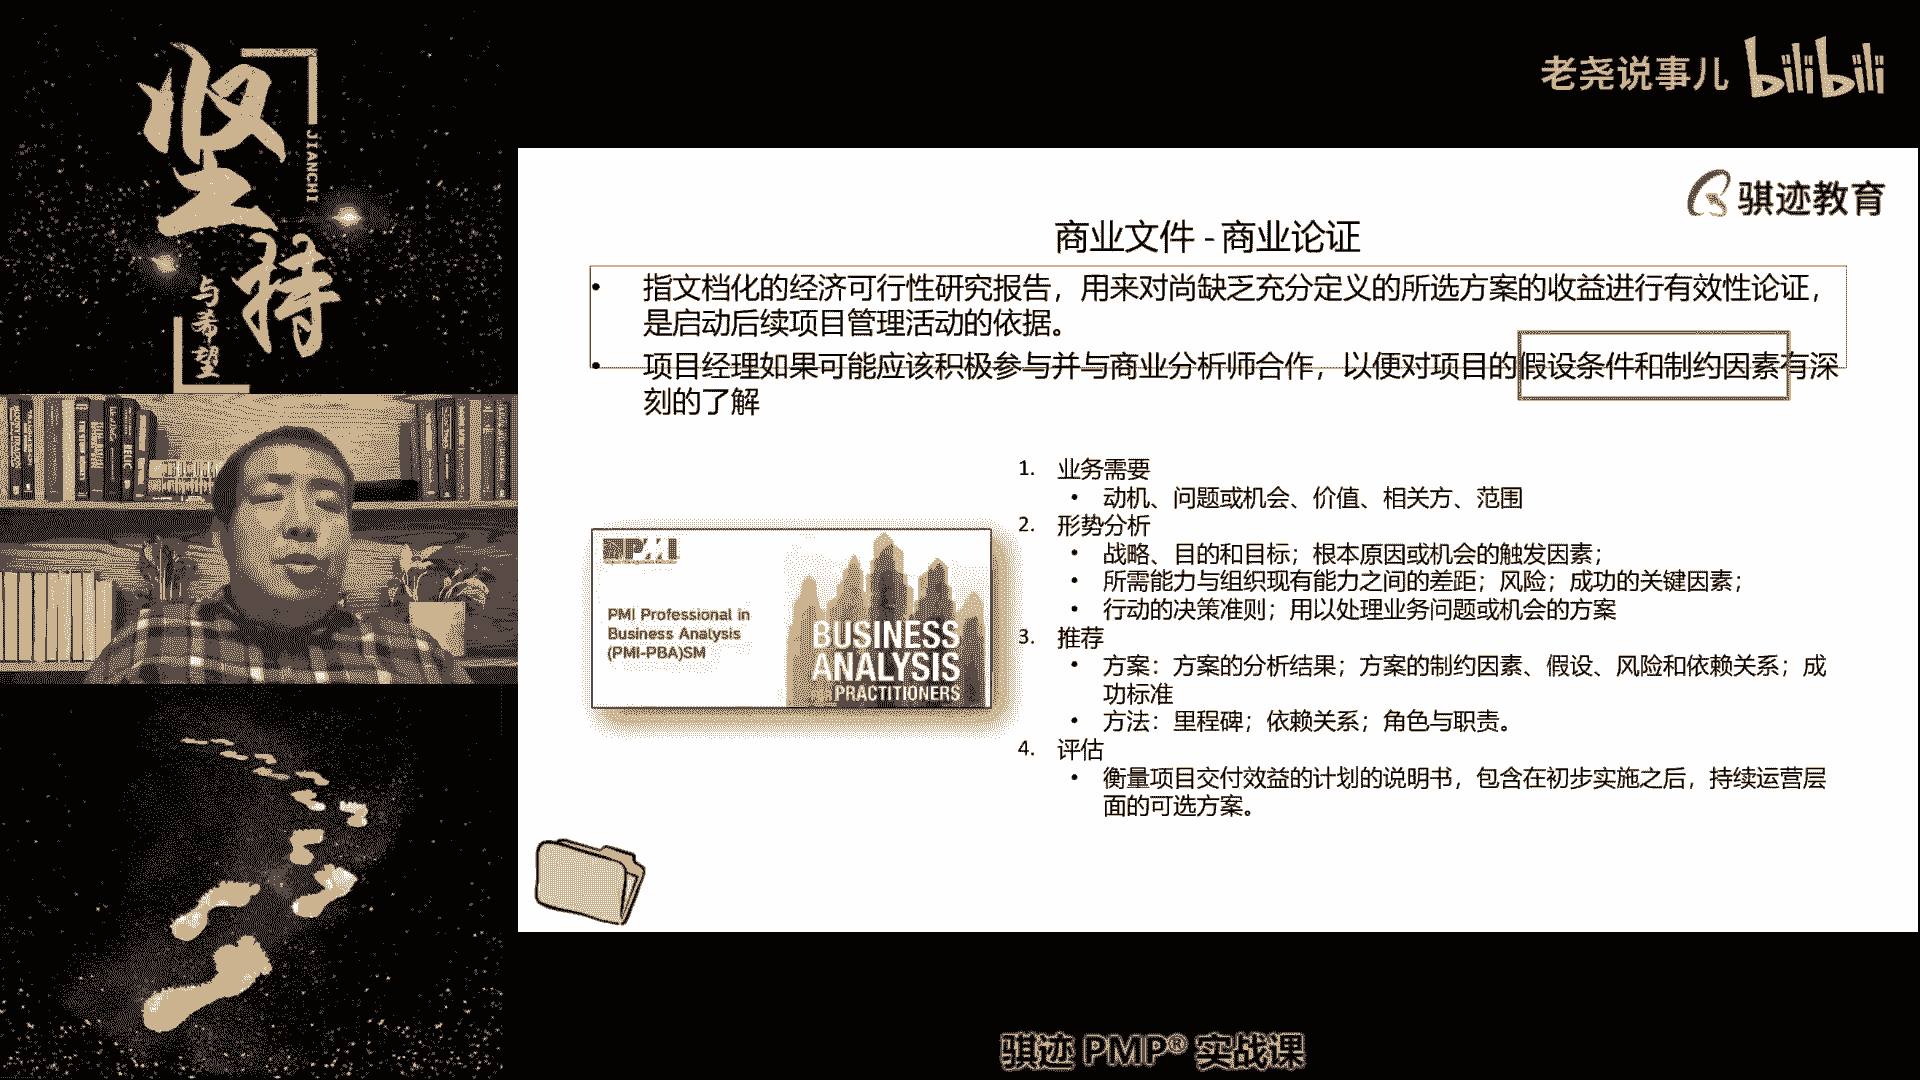 坚持
JIANCHI
与希望
老尧说事儿 bilibili
骐迹教育
商业文件 - 商业论证
• 指文档化的经济可行性研究报告，用来对尚缺乏充分定义的所选方案的收益进行有效性论证，
是启动后续项目管理活动的依据。
• 项目经理如果可能应该积极参与并与商业分析师合作，以便对项目的假设条件和制约因素有深
刻的了解
PMI
PMI Professional in
Business Analysis
(PMI-PBA)SM
BUSINESS
ANALYSIS
PRACTITIONERS
1. 业务需要
• 动机、问题或机会、价值、相关方、范围
2. 形势分析
• 战略、目的和目标；根本原因或机会的触发因素；
• 所需能力与组织现有能力之间的差距；风险；成功的关键因素；
• 行动的决策准则；用以处理业务问题或机会的方案
3. 推荐
• 方案：方案的分析结果；方案的制约因素、假设、风险和依赖关系；成
功标准
• 方法：里程碑；依赖关系；角色与职责。
4. 评估
• 衡量项目交付效益的计划的说明书，包含在初步实施之后，持续运营层
面的可选方案。
骐迹 PMP® 实战课